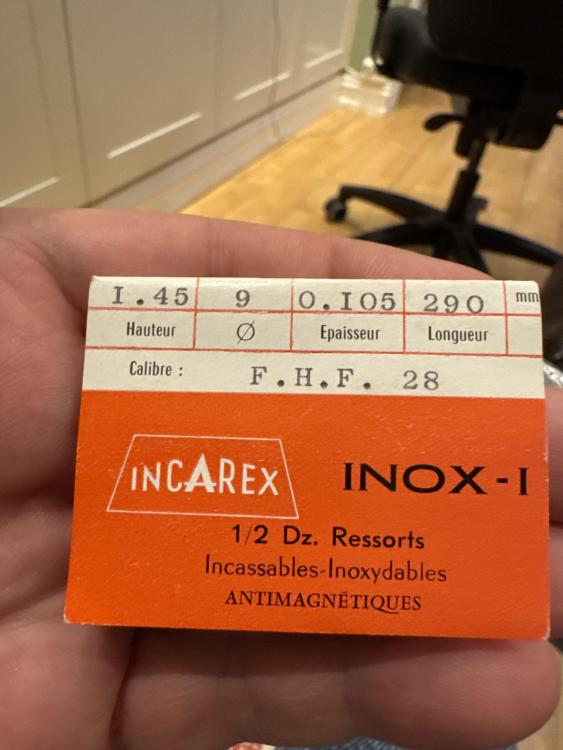 I.45 9 0.I05 290 mm
Hauteur Ø Epaisseur Longueur
Calibre : F.H.F. 28
INCAREX INOX-I
1/2 Dz. Ressorts
Incassables-Inoxydables
ANTIMAGNÉTIQUES